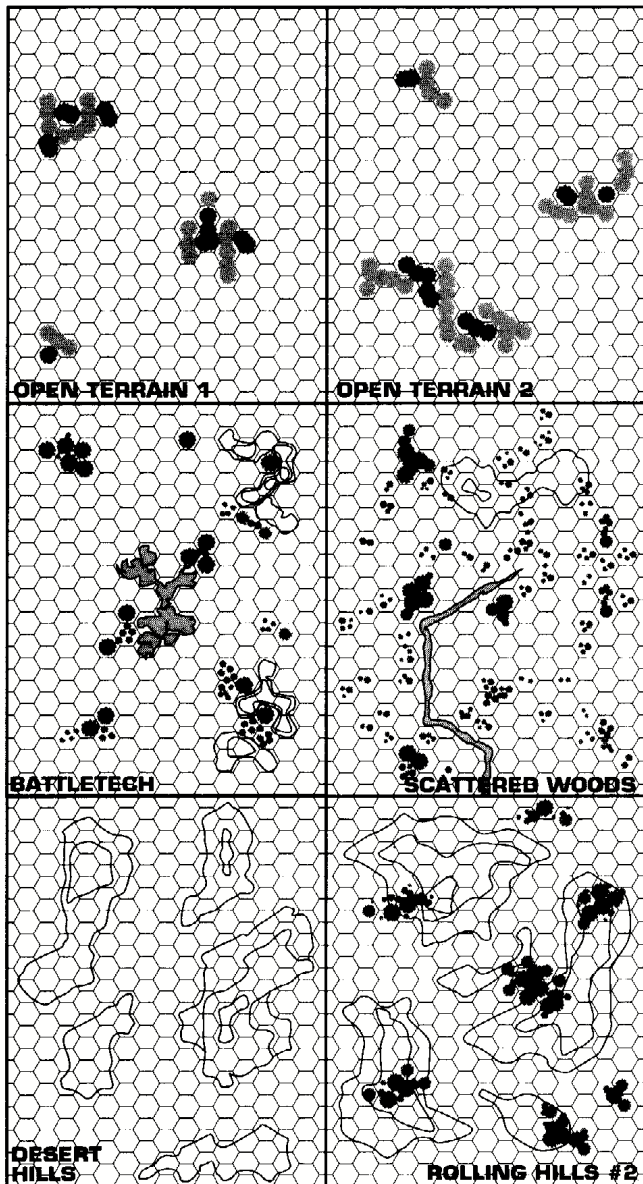 OPEN TERRAIN 1
OPEN TERRAIN 2
BATTLETECH
SCATTERED WOODS
DESERT
HILLS
ROLLING HILLS #2